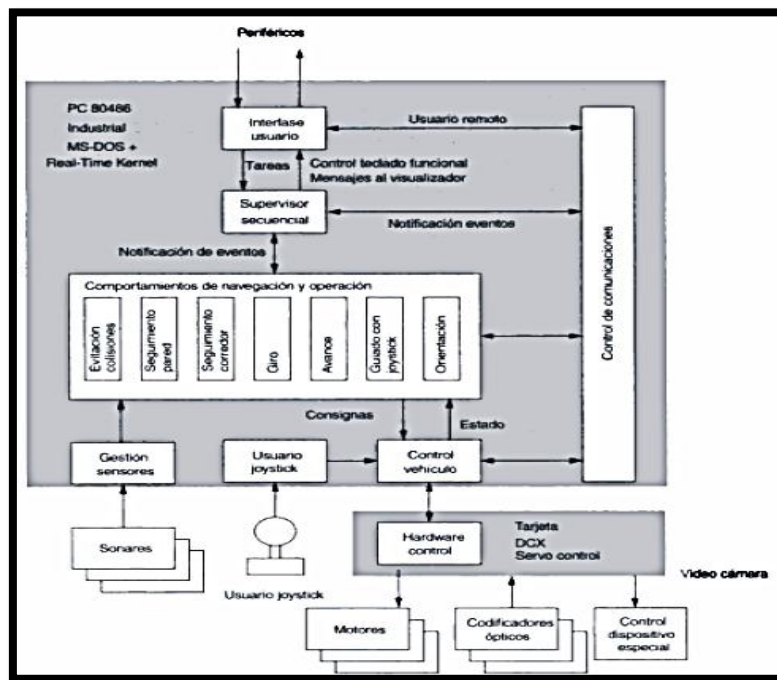 Periféricos
PC 80486
Industrial
MS-DOS +
Real-Time Kernel
Interfase
usuario
Usuario remoto
Tareas
Control teclado funcional
Mensajes al visualizador
Supervisor
secuencial
Notificación eventos
Notificación de eventos
Comportamientos de navegación y operación
Evitación
colisiones
Seguimiento
pared
Seguimiento
corredor
Giro
Avance
Guiado con
joystick
Orientación
Control de comunicaciones
Consignas
Estado
Gestión
sensores
Usuario
joystick
Control
vehículo
Sonares
Usuario joystick
Hardware
control
Tarjeta
DCX
Servo control
Video cámara
Motores
Codificadores
ópticos
Control
dispositivo
especial